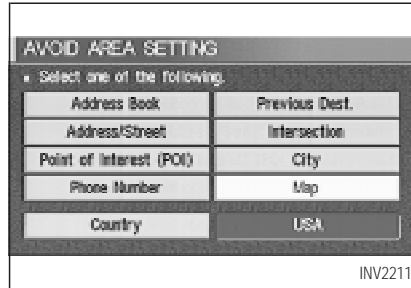 AVOID AREA SETTING
• Select one of the following.
Address Book Previous Dest.
Address/Street Intersection
Point of Interest (POI) City
Phone Number Map
Country USA
INV2211